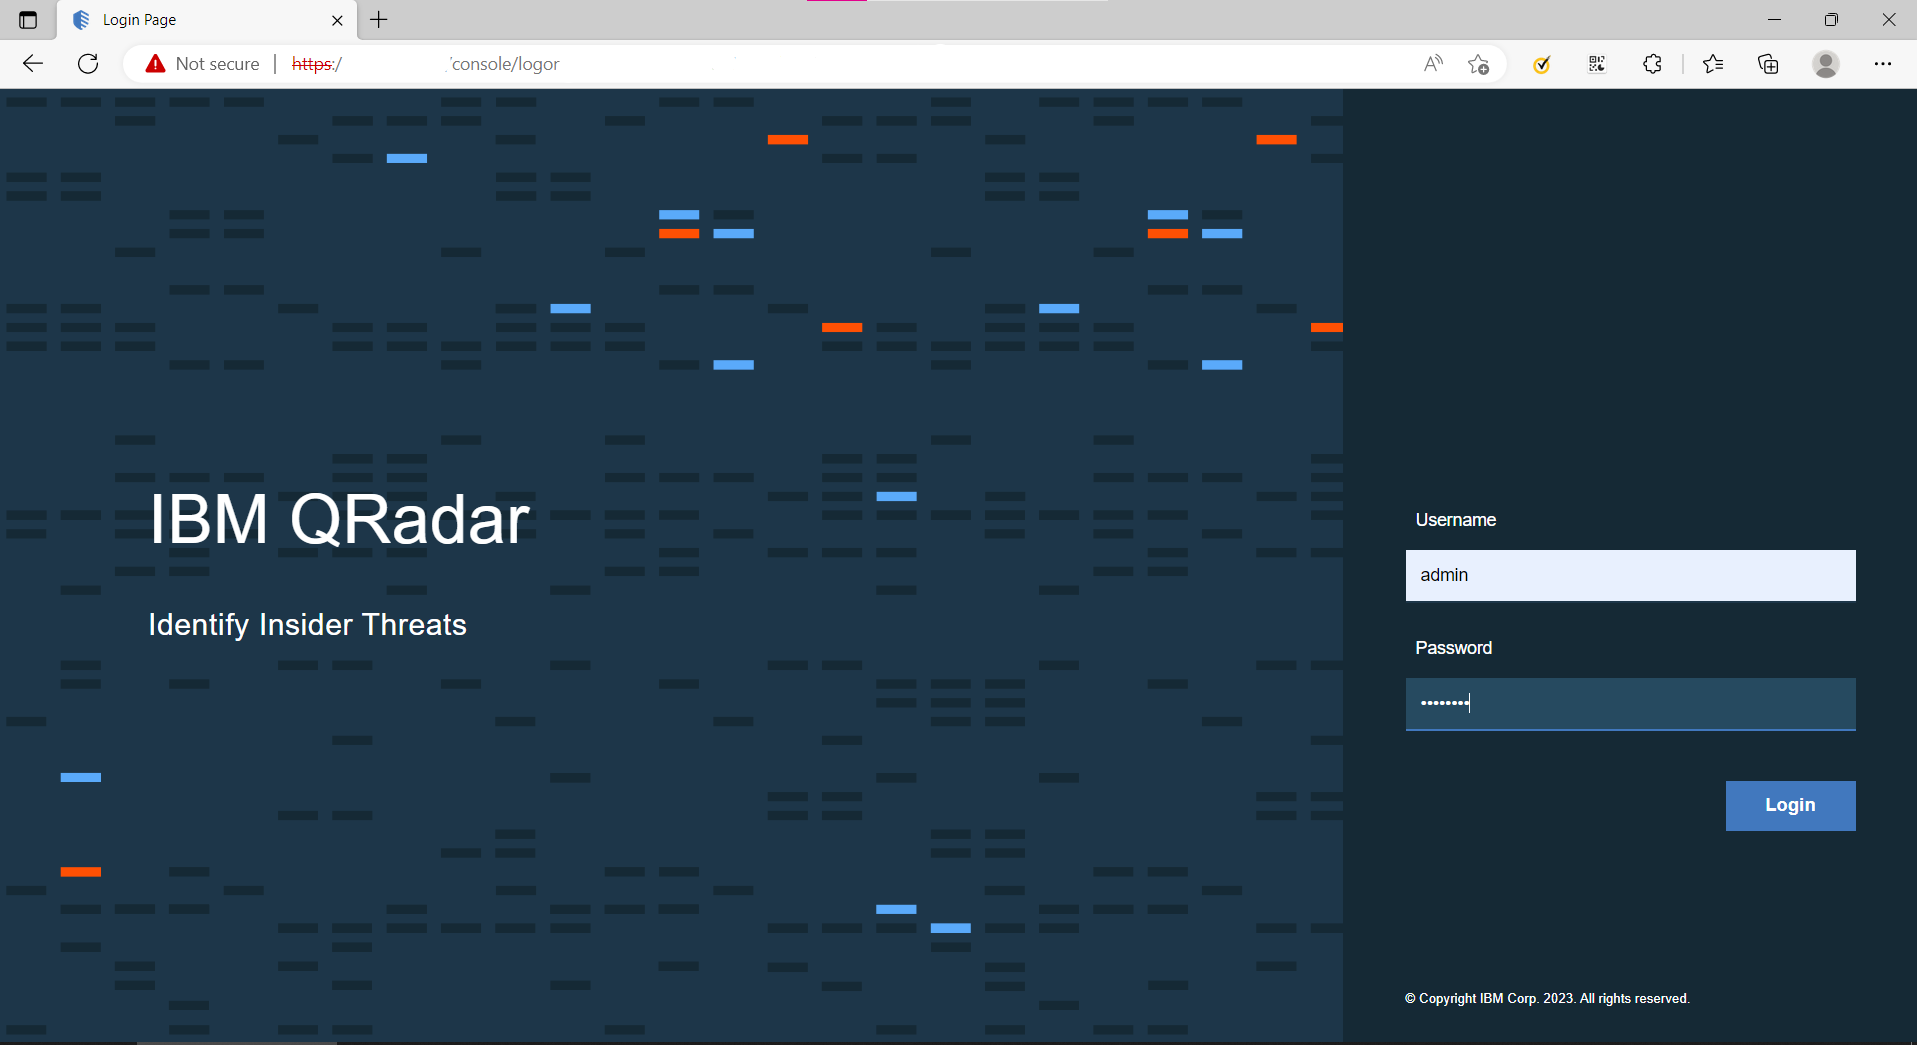 Login Page
Not secure
https:/
/console/logor
IBM QRadar
Identify Insider Threats
Username
admin
Password
Login
© Copyright IBM Corp. 2023. All rights reserved.